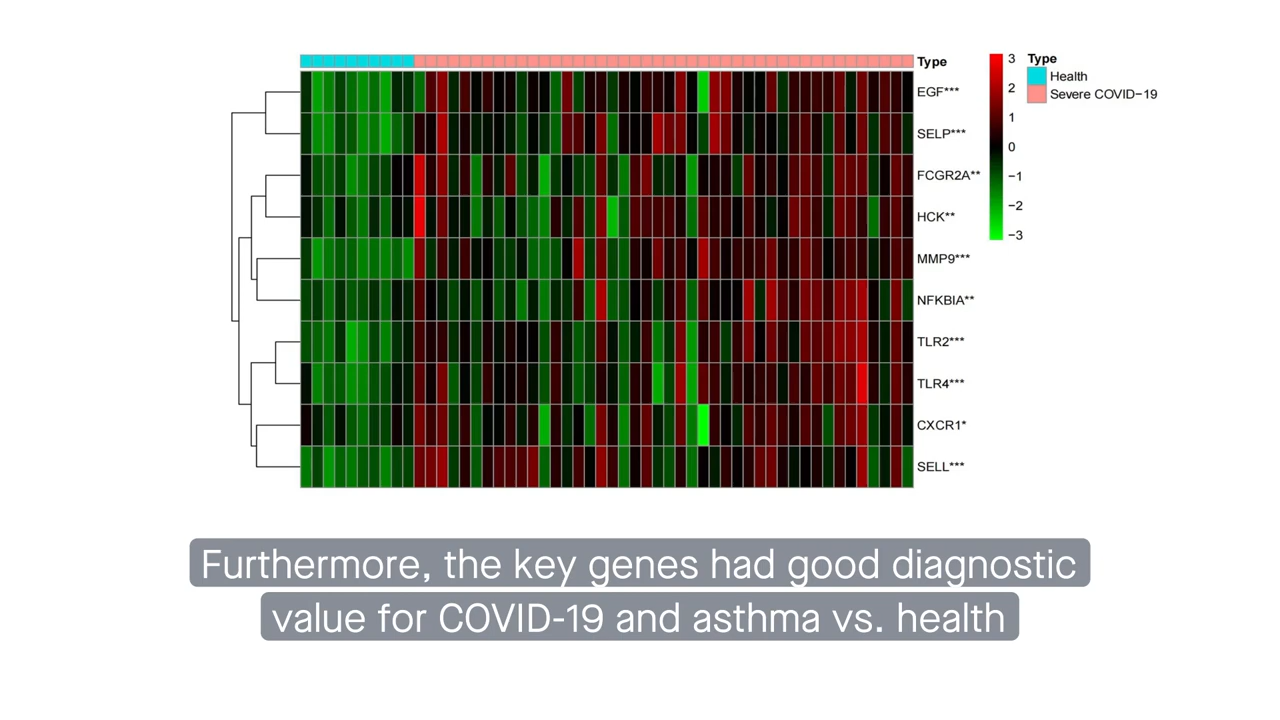 Type
EGF***
SELP***
FCGR2A**
HCK**
MMP9***
NFKBIA**
TLR2***
TLR4***
CXCR1*
SELL***
3
2
1
0
−1
−2
−3
Type
Health
Severe COVID−19
Furthermore, the key genes had good diagnostic
value for COVID-19 and asthma vs. health